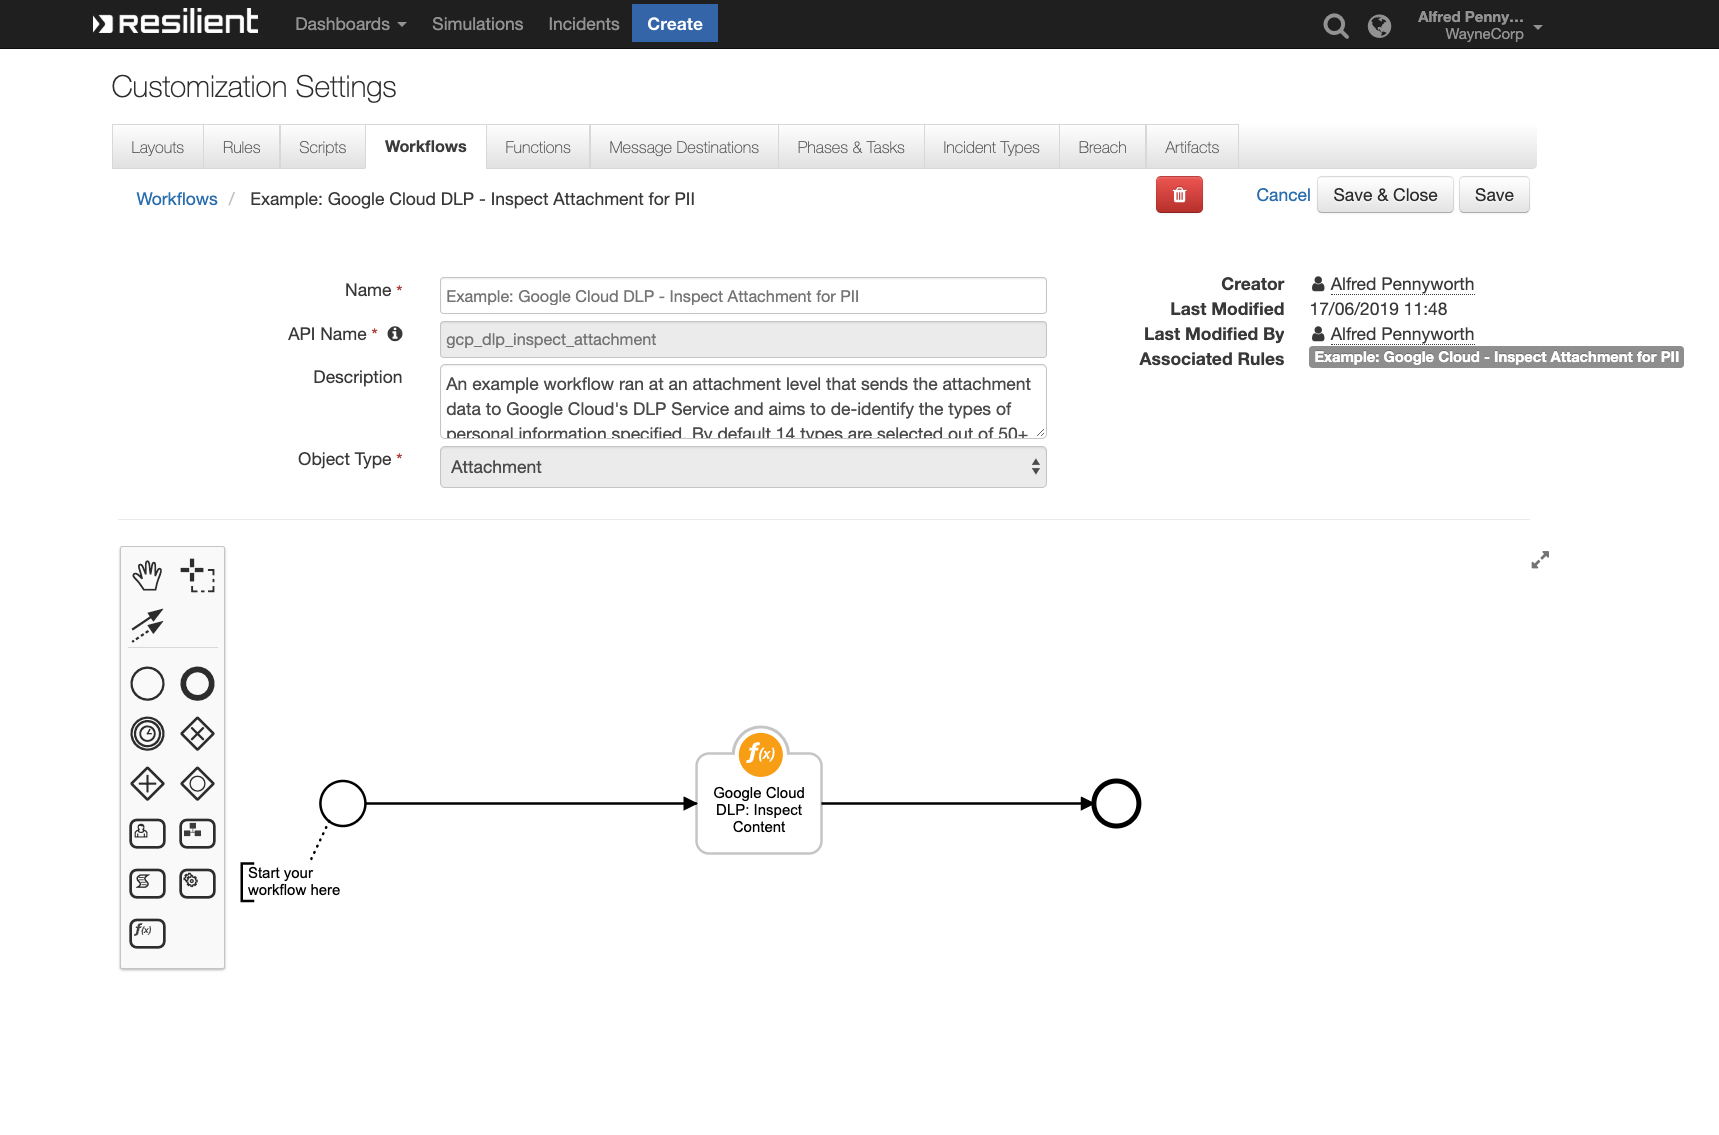 resilient Dashboards Simulations Incidents Create Alfred Penny...
WayneCorp
Customization Settings
Layouts Rules Scripts Workflows Functions Message Destinations Phases & Tasks Incident Types Breach Artifacts
Workflows / Example: Google Cloud DLP - Inspect Attachment for PII Cancel Save & Close Save
Name * Example: Google Cloud DLP - Inspect Attachment for PII
API Name * gcp_dlp_inspect_attachment
Description An example workflow ran at an attachment level that sends the attachment
data to Google Cloud's DLP Service and aims to de-identify the types of
personal information specified. By default 14 types are selected out of 50+
Object Type * Attachment
Creator Alfred Pennyworth
Last Modified 17/06/2019 11:48
Last Modified By Alfred Pennyworth
Associated Rules Example: Google Cloud - Inspect Attachment for PII
f(x)
Google Cloud
DLP: Inspect
Content
Start your
workflow here
f(x)